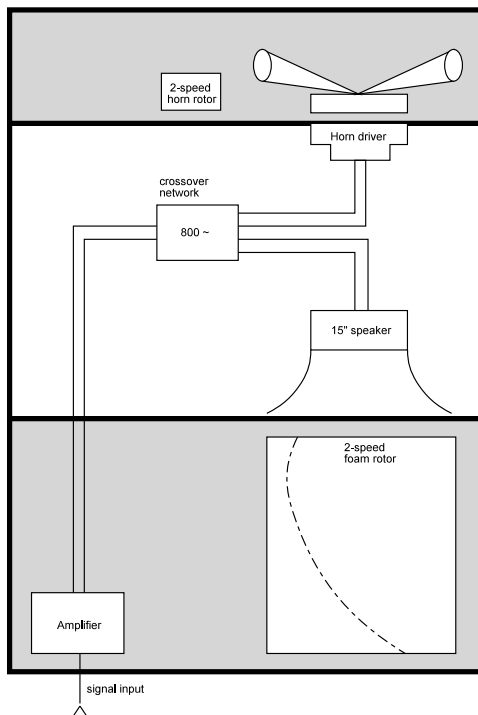 2-speed
horn rotor
Horn driver
crossover
network
800 ~
15" speaker
2-speed
foam rotor
Amplifier
signal input